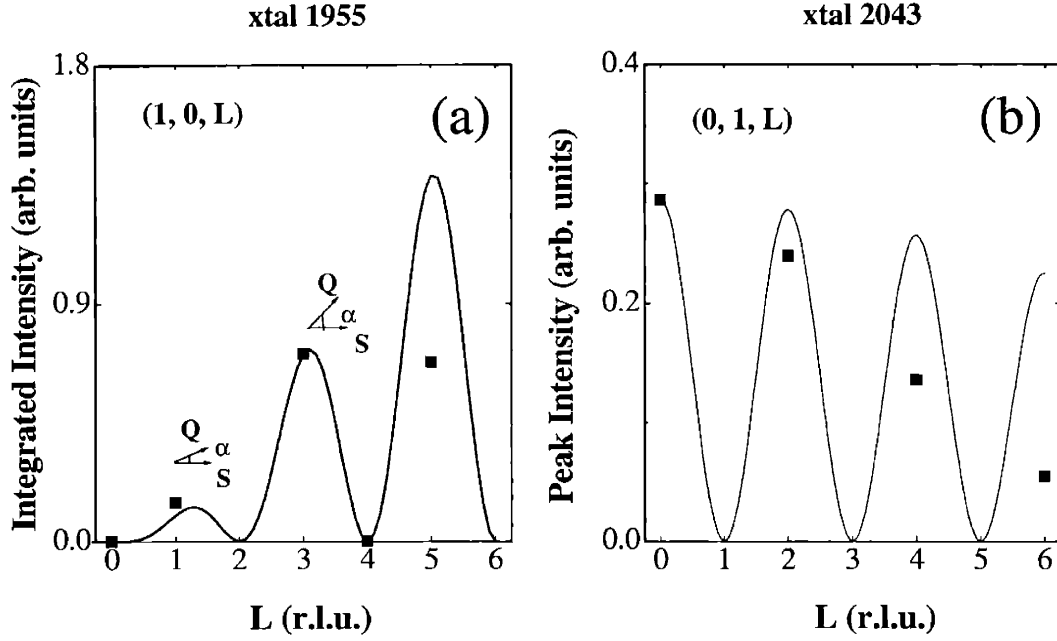 xtal 1955
1.8
0.9
0.0
Integrated Intensity (arb. units)
(1, 0, L)
(a)
Q
α
S
Q
α
S
0 1 2 3 4 5 6
L (r.l.u.)
xtal 2043
0.4
0.2
0.0
Peak Intensity (arb. units)
(0, 1, L)
(b)
0 1 2 3 4 5 6
L (r.l.u.)